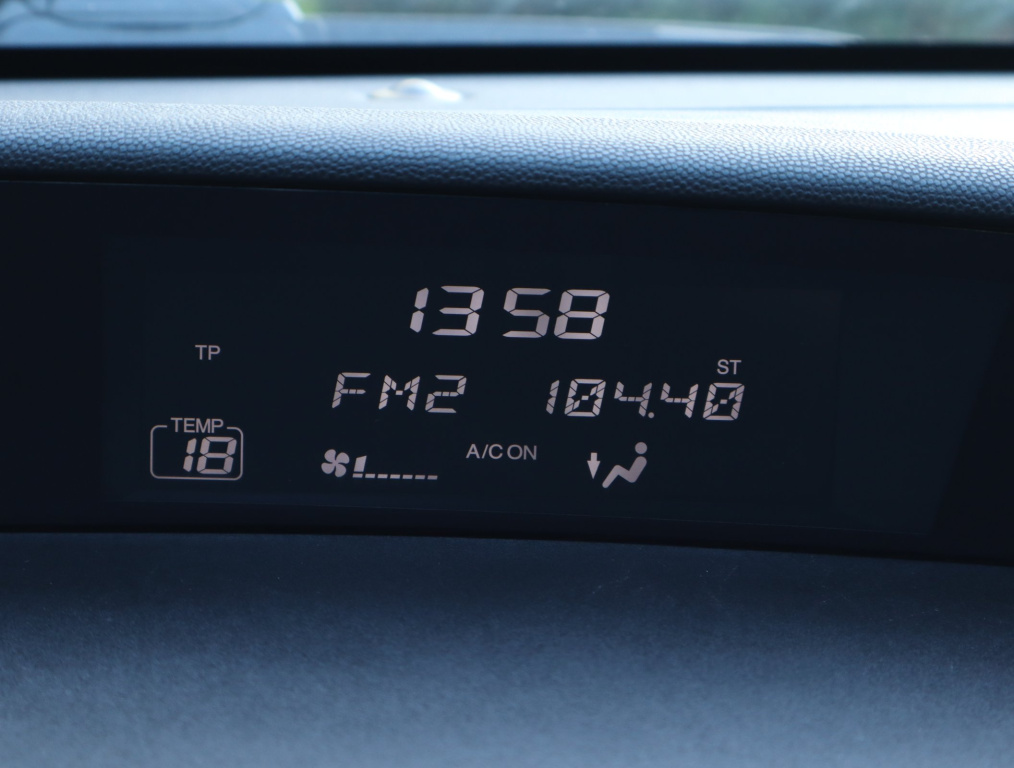 13 58
TP
ST
FM2 104.40
TEMP
18
A/C ON